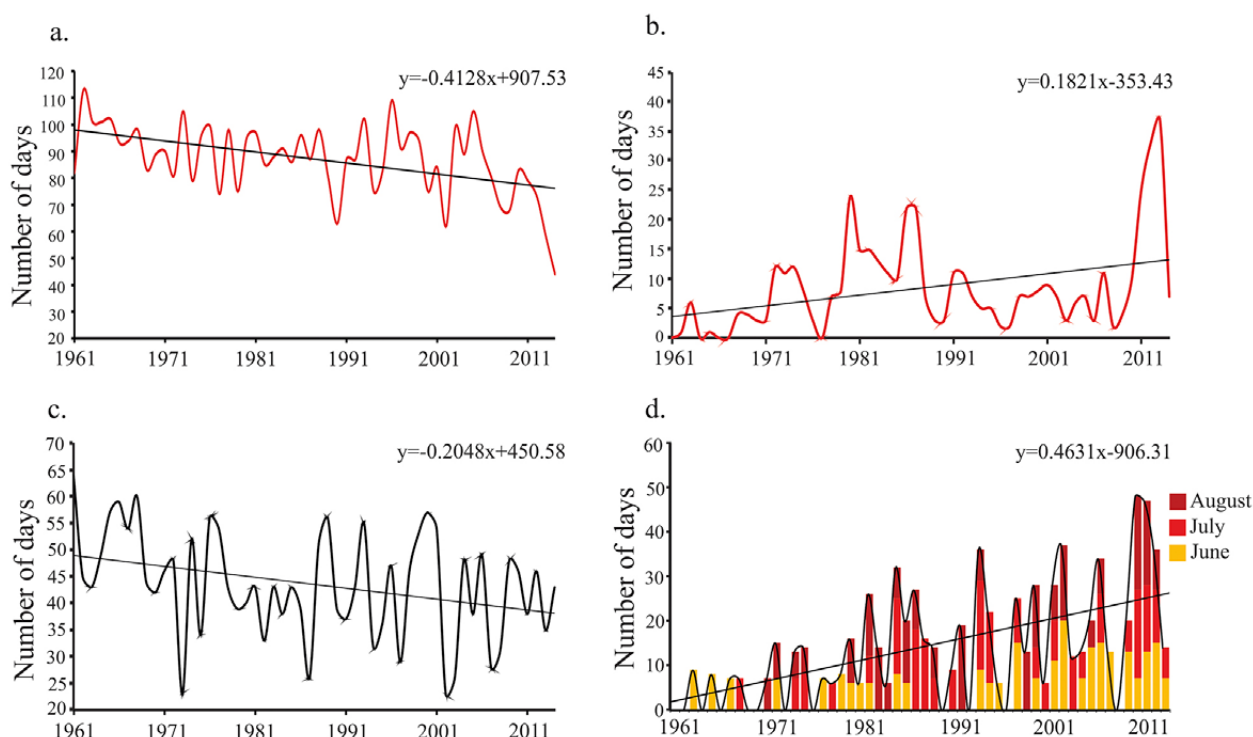 a.
y=-0.4128x+907.53
Number of days
120
110
100
90
80
70
60
50
40
30
20
1961 1971 1981 1991 2001 2011
b.
y=0.1821x-353.43
Number of days
45
40
35
30
25
20
15
10
5
0
1961 1971 1981 1991 2001 2011
c.
y=-0.2048x+450.58
Number of days
70
65
60
55
50
45
40
35
30
25
20
1961 1971 1981 1991 2001 2011
d.
y=0.4631x-906.31
Number of days
60
50
40
30
20
10
0
1961 1971 1981 1991 2001 2011
August
July
June